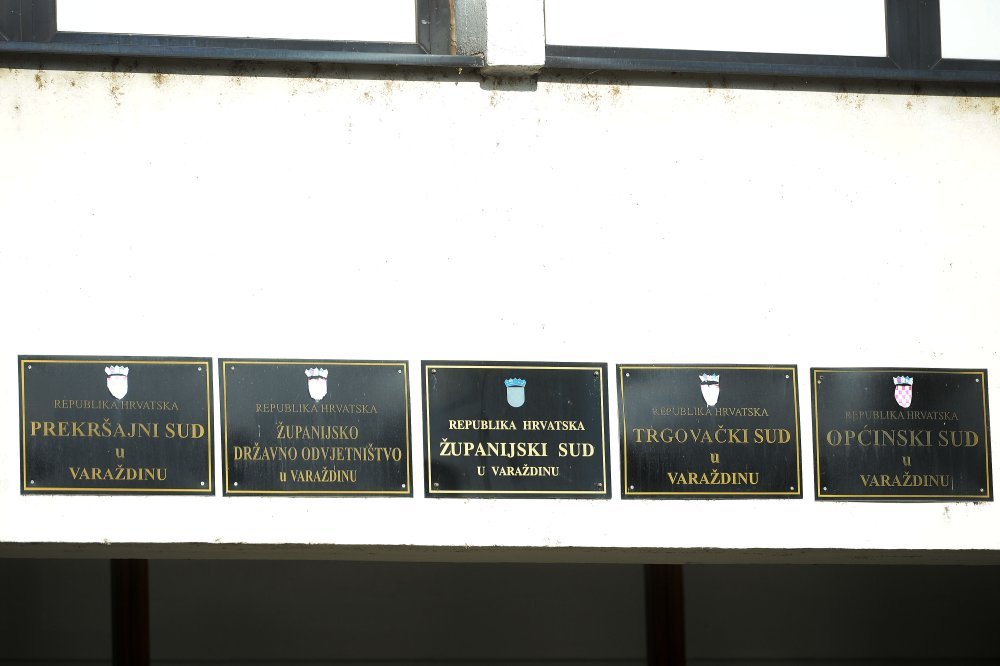 REPUBLIKA HRVATSKA
PREKRŠAJNI SUD
u
VARAŽDINU
REPUBLIKA HRVATSKA
ŽUPANIJSKO
DRŽAVNO ODVJETNIŠTVO
u VARAŽDINU
REPUBLIKA HRVATSKA
ŽUPANIJSKI SUD
U VARAŽDINU
REPUBLIKA HRVATSKA
TRGOVAČKI SUD
u
VARAŽDINU
REPUBLIKA HRVATSKA
OPĆINSKI SUD
u
VARAŽDINU